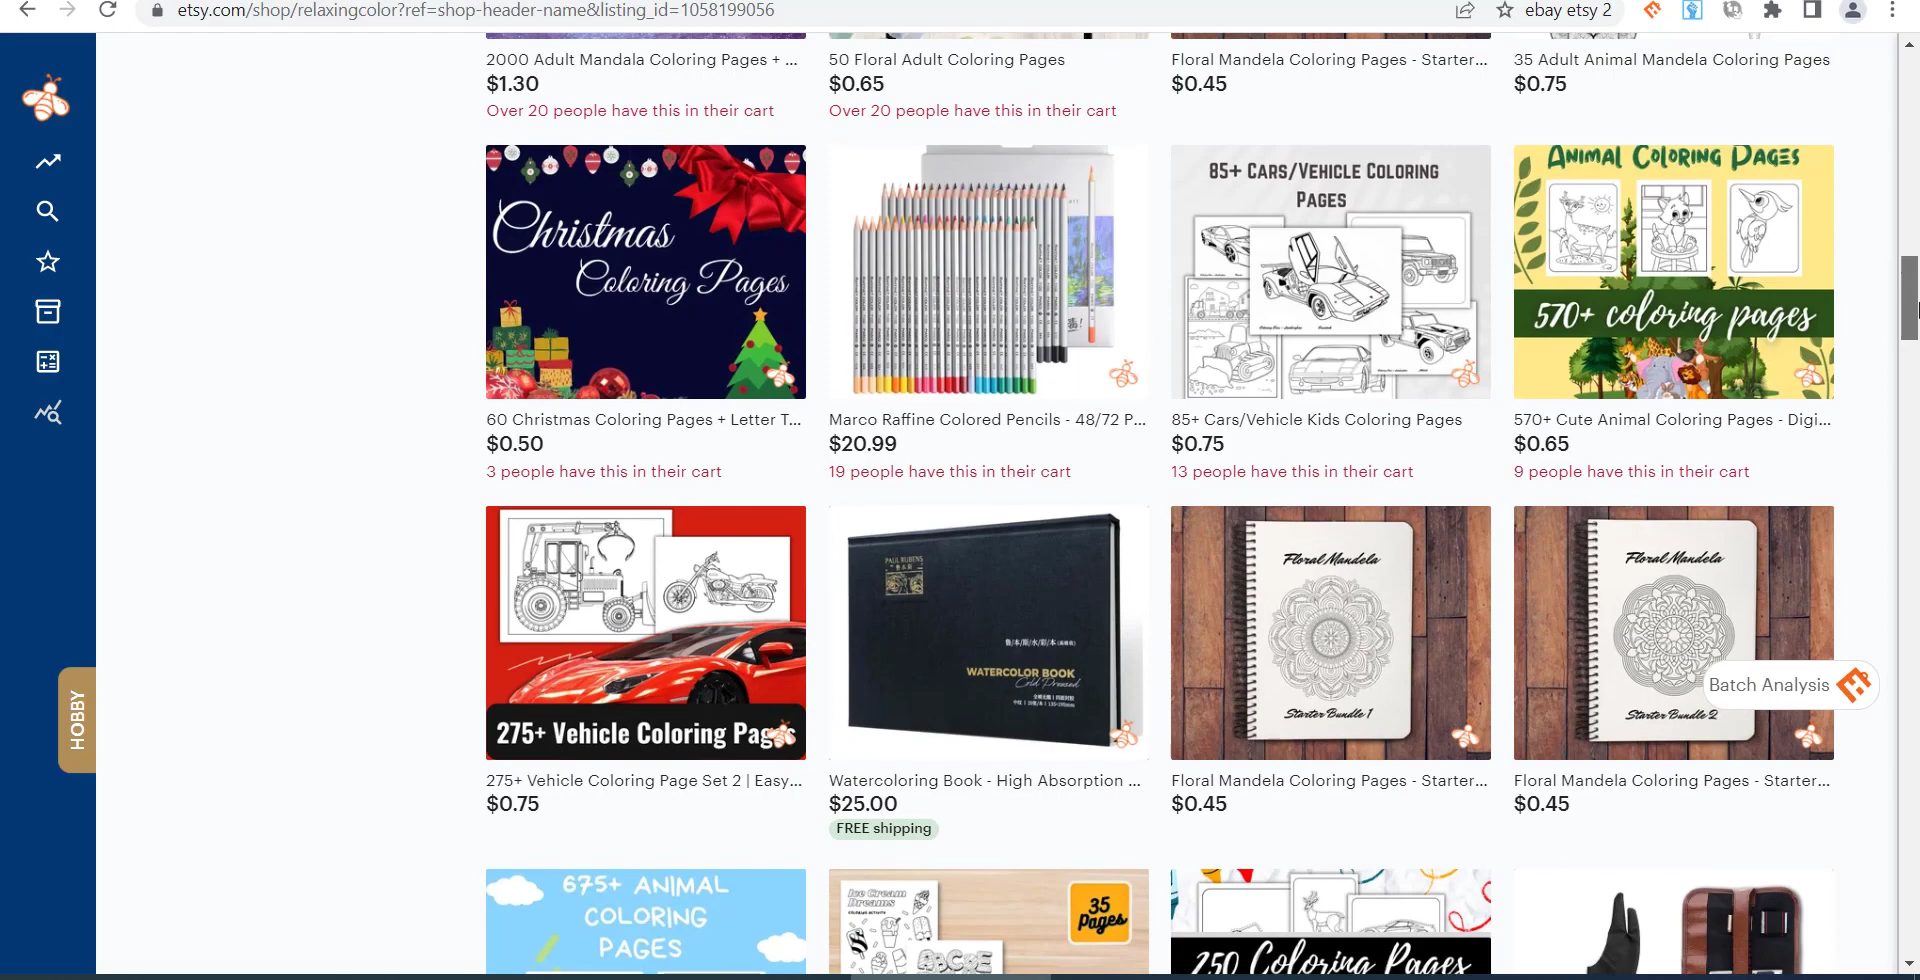 etsy.com/shop/relaxingcolor?ref=shop-header-name&listing_id=1058199056
ebay etsy 2
2000 Adult Mandala Coloring Pages + ...
$1.30
Over 20 people have this in their cart
50 Floral Adult Coloring Pages
$0.65
Over 20 people have this in their cart
Floral Mandela Coloring Pages - Starter...
$0.45
35 Adult Animal Mandela Coloring Pages
$0.75
Christmas
Coloring Pages
60 Christmas Coloring Pages + Letter T...
$0.50
3 people have this in their cart
Marco Raffine Colored Pencils - 48/72 P...
$20.99
19 people have this in their cart
85+ Cars/Vehicle Coloring
Pages
85+ Cars/Vehicle Kids Coloring Pages
$0.75
13 people have this in their cart
Animal Coloring Pages
570+ coloring pages
570+ Cute Animal Coloring Pages - Digi...
$0.65
9 people have this in their cart
HOBBY
275+ Vehicle Coloring Pages
275+ Vehicle Coloring Page Set 2 | Easy...
$0.75
PAUL RUBENS
WATERCOLOR BOOK
Cold Pressed
Watercoloring Book - High Absorption ...
$25.00
FREE shipping
Floral Mandela
Starter Bundle 1
Floral Mandela Coloring Pages - Starter...
$0.45
Floral Mandela
Starter Bundle 2
Floral Mandela Coloring Pages - Starter...
$0.45
Batch Analysis
675+ ANIMAL
COLORING
PAGES
Ice Cream
Dreams
COLORING ACTIVITY
35
Pages
250 Coloring Pages